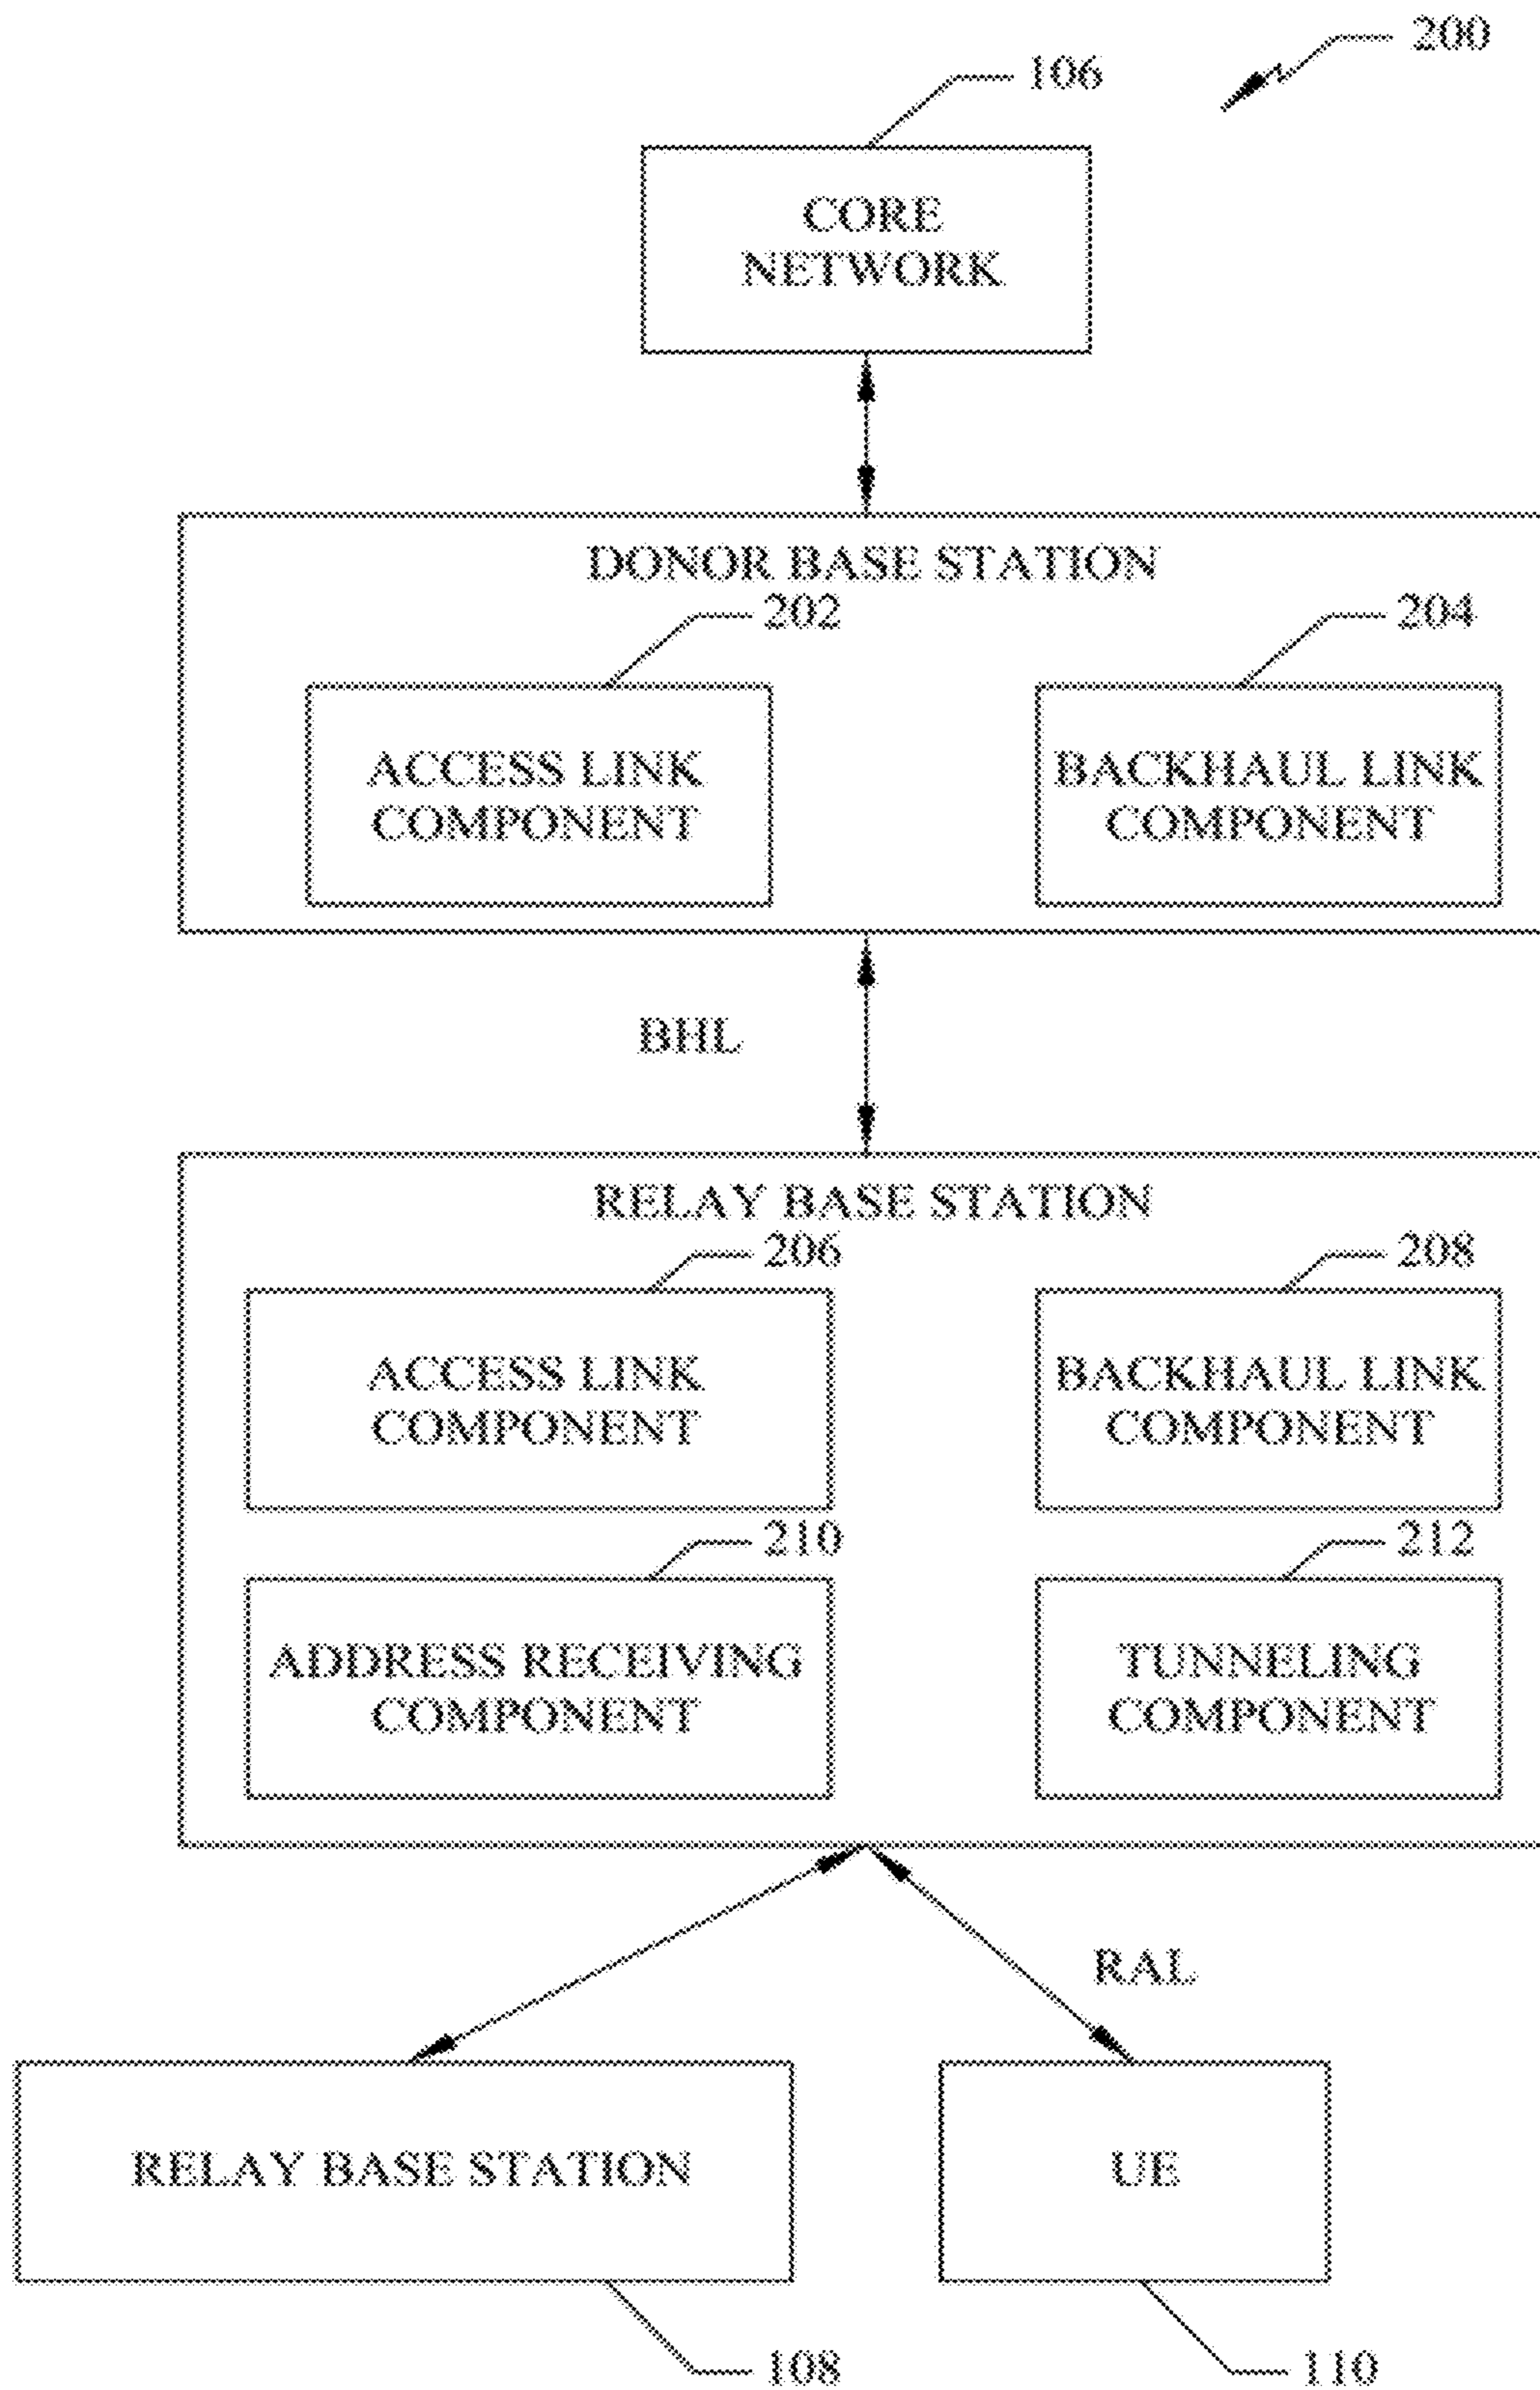 200
106
CORE
NETWORK
DONOR BASE STATION
202
204
ACCESS LINK
COMPONENT
BACKHAUL LINK
COMPONENT
BHL
RELAY BASE STATION
206
208
ACCESS LINK
COMPONENT
BACKHAUL LINK
COMPONENT
210
212
ADDRESS RECEIVING
COMPONENT
TUNNELING
COMPONENT
RAL
RELAY BASE STATION
UE
108
110